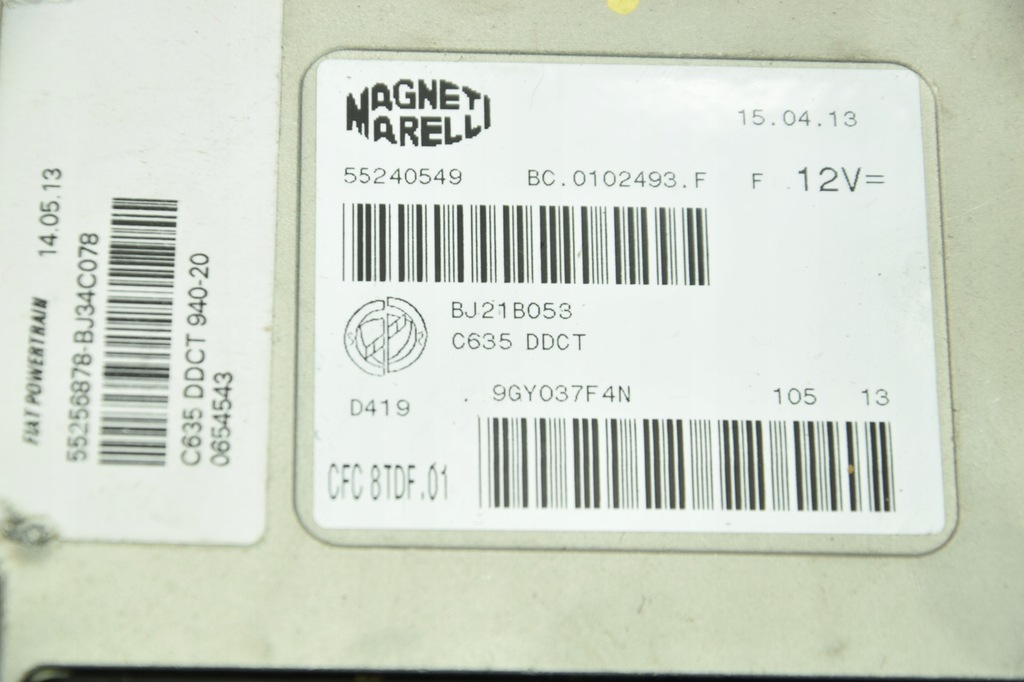 FIAT POWERTRAIN 14.05.13
55256878-BJ34C078
C635 DDCT 940-20
0654543
MAGNETI
MARELLI
15.04.13
55240549 BC.0102493.F F 12V=
BJ21B053
C635 DDCT
D419 9GY037F4N 105 13
CFC 8TDF.01